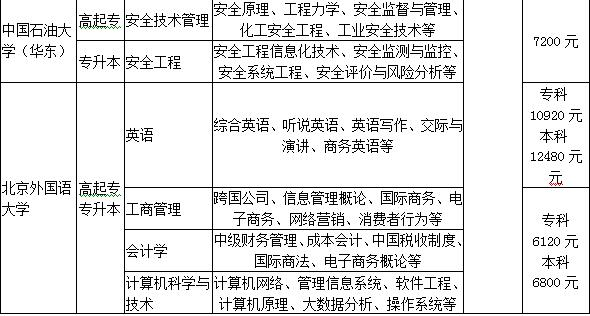 中国石油大
学（华东）
高起专
安全技术管理
安全原理、工程力学、安全监督与管理、
化工安全工程、工业安全技术等
7200 元
专升本
安全工程
安全工程信息化技术、安全监测与监控、
安全系统工程、安全评价与风险分析等
北京外国语
大学
高起专
专升本
英语
综合英语、听说英语、英语写作、交际与
演讲、商务英语等
专科
10920 元
本科
12480 元
元
工商管理
跨国公司、信息管理概论、国际商务、电
子商务、网络营销、消费者行为等
专科
6120 元
本科
6800 元
会计学
中级财务管理、成本会计、中国税收制度、
国际商法、电子商务概论等
计算机科学与
技术
计算机网络、管理信息系统、软件工程、
计算机原理、大数据分析、操作系统等